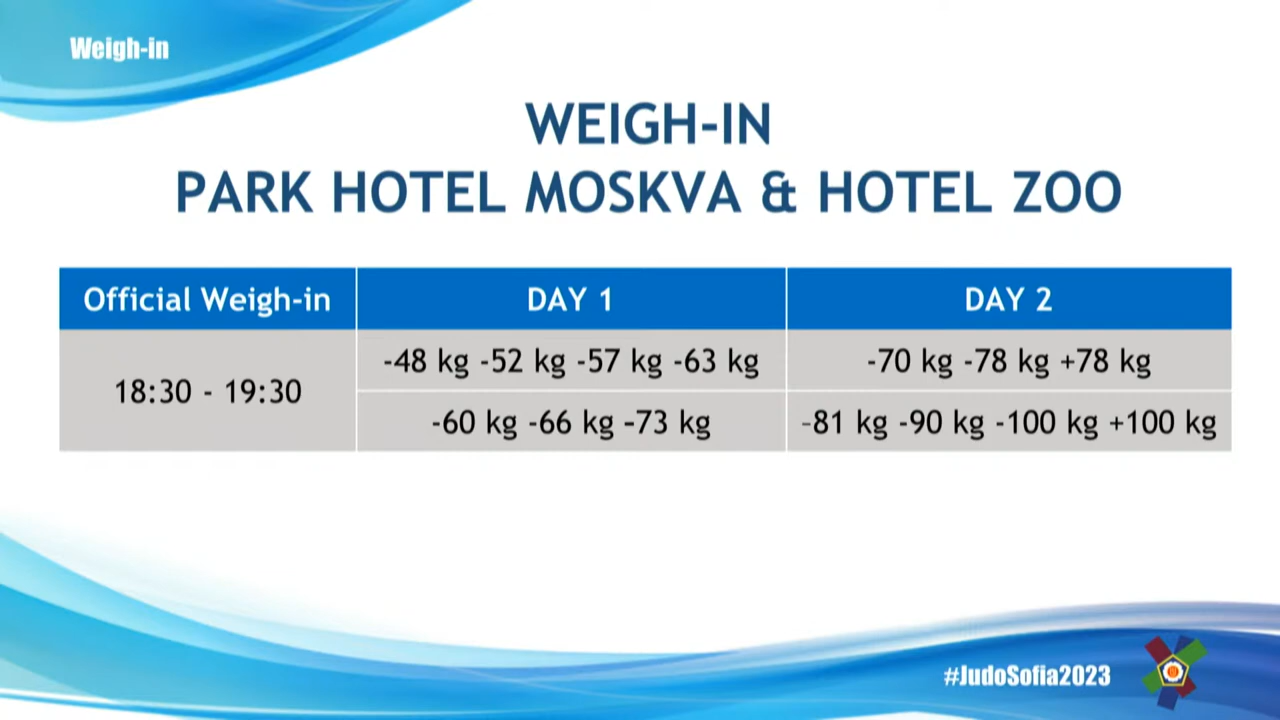 Weigh-in
WEIGH-IN
PARK HOTEL MOSKVA & HOTEL ZOO
Official Weigh-in
DAY 1
DAY 2
18:30 - 19:30
-48 kg -52 kg -57 kg -63 kg
-70 kg -78 kg +78 kg
-60 kg -66 kg -73 kg
-81 kg -90 kg -100 kg +100 kg
#JudoSofia2023